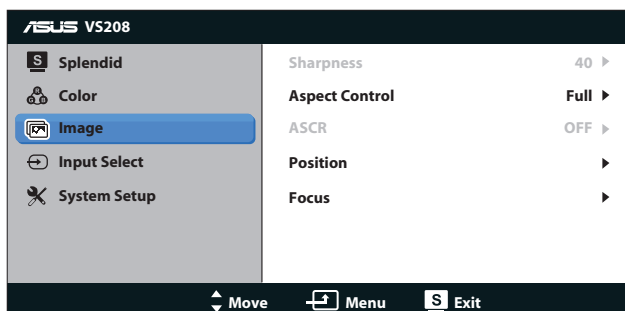 ASUS VS208
S Splendid
Color
Image
Input Select
System Setup
Sharpness 40
Aspect Control Full
ASCR OFF
Position
Focus
Move Menu S Exit